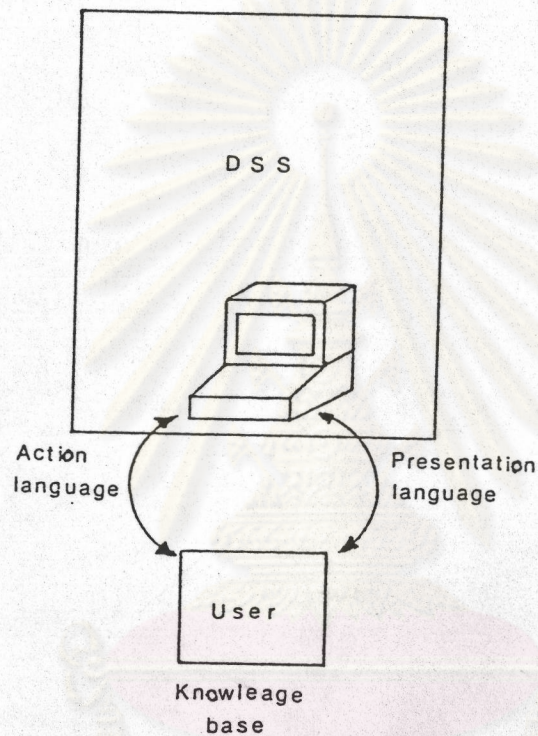 DSS
Action
language
Presentation
language
User
Knowleage
base